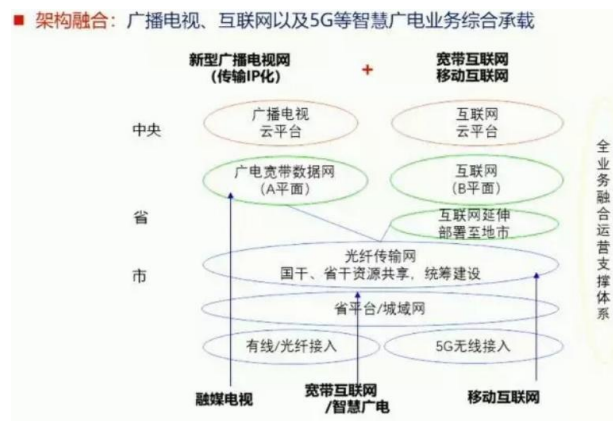 架构融合：广播电视、互联网以及5G等智慧广电业务综合承载
新型广播电视网
（传输IP化）
+
宽带互联网
移动互联网
中央
广播电视
云平台
互联网
云平台
广电宽带数据网
（A平面）
互联网
（B平面）
省
互联网延伸
部署至地市
市
光纤传输网
国干、省干资源共享，统筹建设
省平台/城域网
有线/光纤接入
5G无线接入
融媒电视
宽带互联网
/智慧广电
移动互联网
全业务融合运营支撑体系